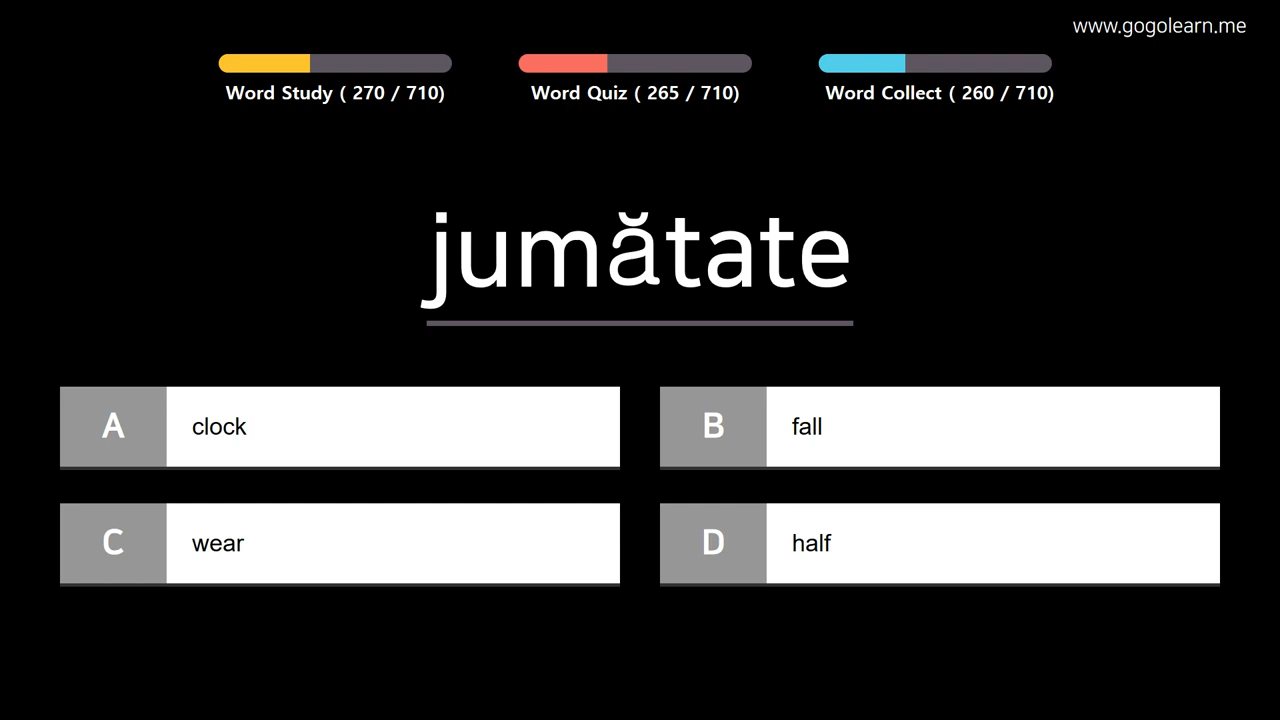 www.gogolearn.me
Word Study ( 270 / 710)
Word Quiz ( 265 / 710)
Word Collect ( 260 / 710)
jumătate
A clock
B fall
C wear
D half